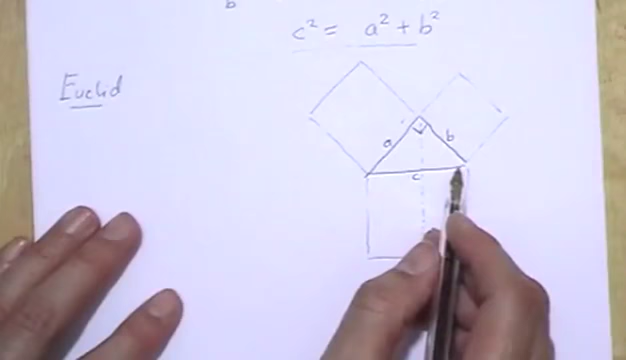 b
c² = a² + b²
Euclid
a b
c